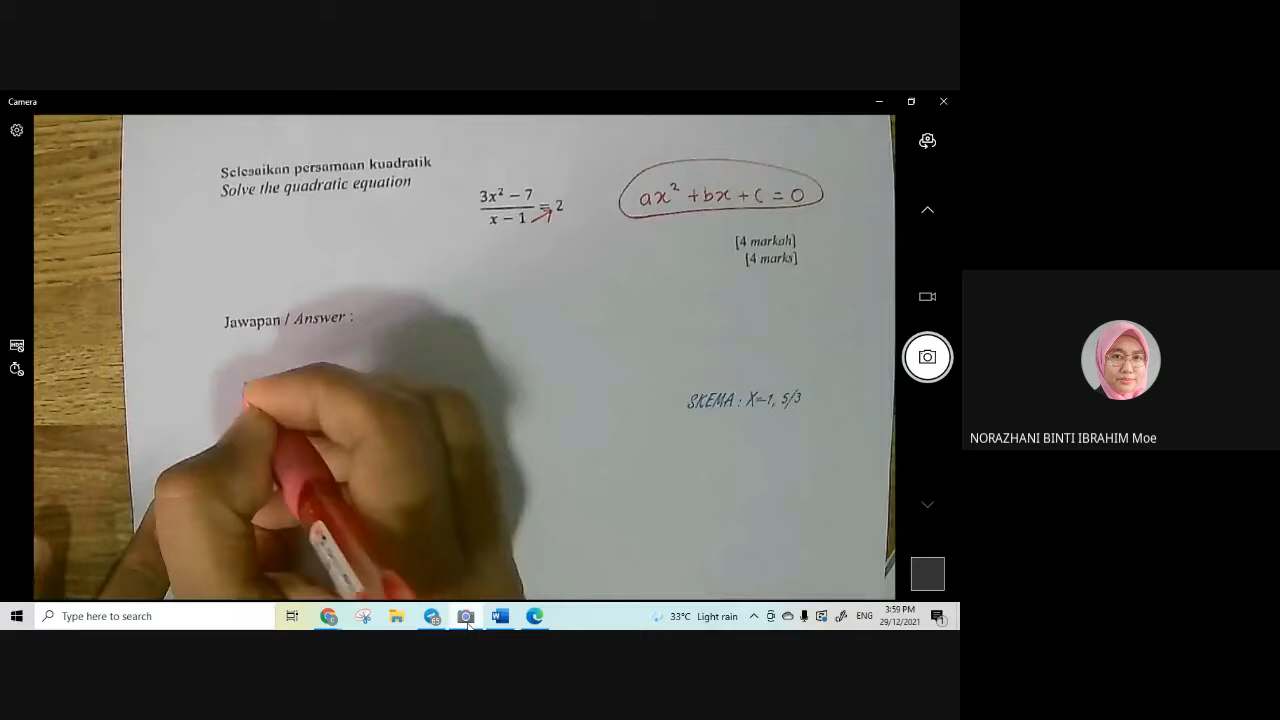 Camera
Selesaikan persamaan kuadratik
Solve the quadratic equation
3x² − 7
x − 1
= 2
ax² + bx + c = 0
[4 markah]
[4 marks]
Jawapan / Answer :
SKEMA : X=-1, 5/3
NORAZHANI BINTI IBRAHIM Moe
Type here to search
33°C Light rain
ENG
3:59 PM
29/12/2021